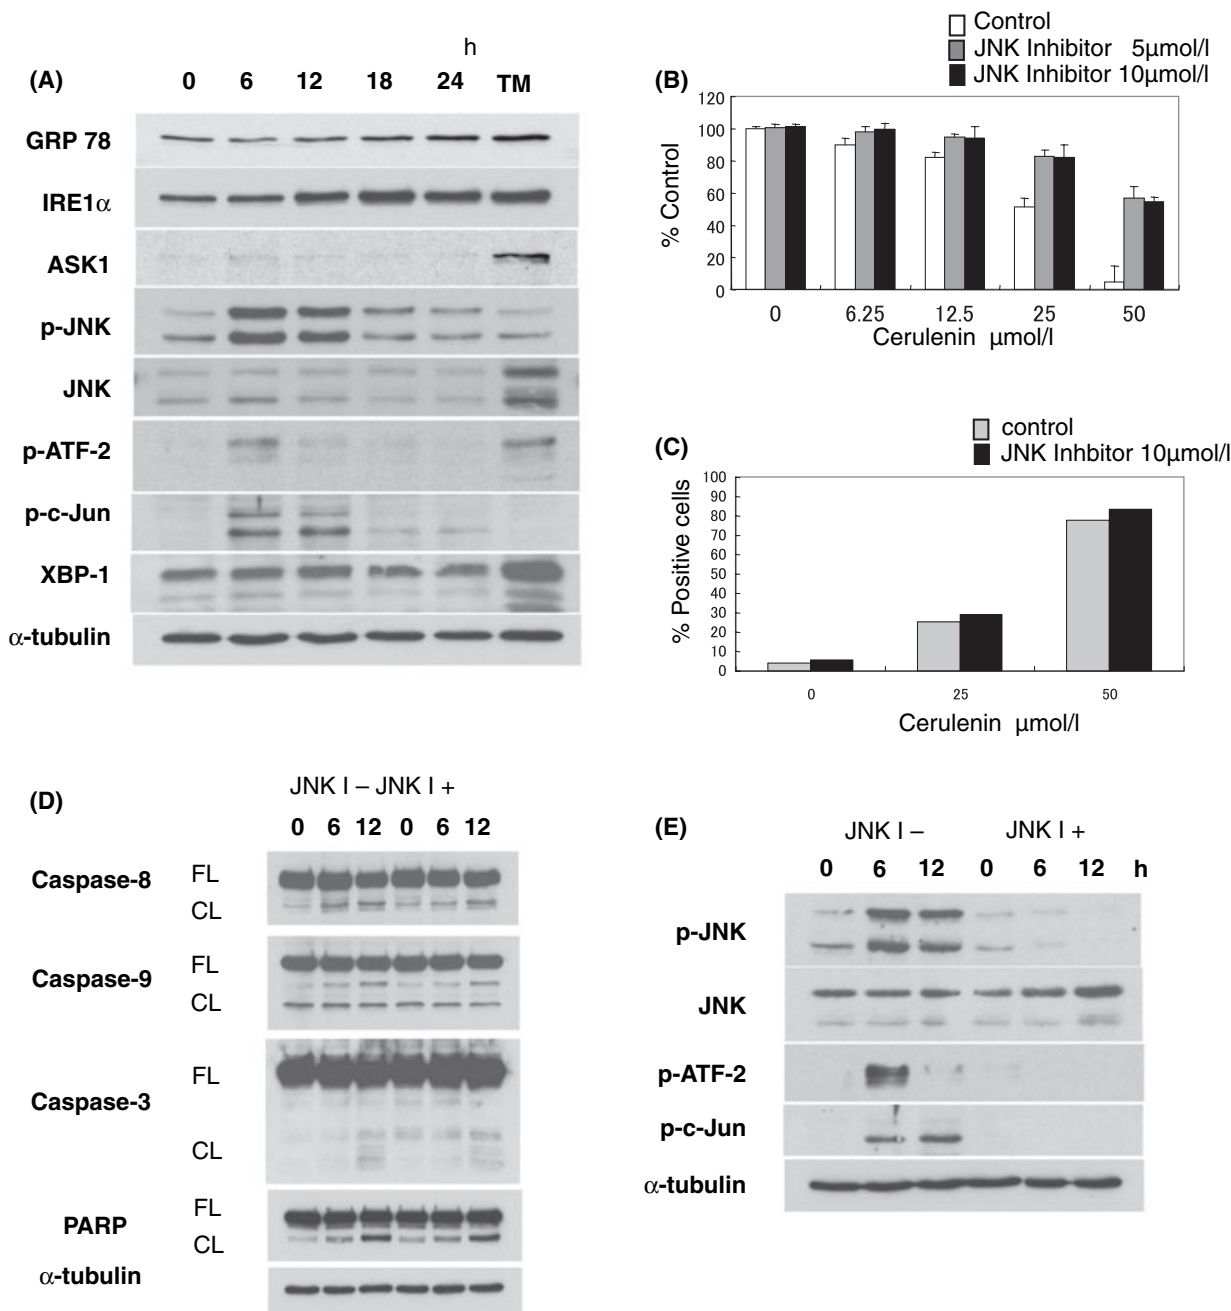 (A)
h
0 6 12 18 24 TM
GRP 78
IRE1α
ASK1
p-JNK
JNK
p-ATF-2
p-c-Jun
XBP-1
α-tubulin
(B)
Control
JNK Inhibitor 5μmol/l
JNK Inhibitor 10μmol/l
% Control
120
100
80
60
40
20
0
0 6.25 12.5 25 50
Cerulenin μmol/l
(C)
control
JNK Inhbitor 10μmol/l
% Positive cells
100
90
80
70
60
50
40
30
20
10
0
0 25 50
Cerulenin μmol/l
(D)
JNK I – JNK I +
0 6 12 0 6 12
Caspase-8
FL
CL
Caspase-9
FL
CL
Caspase-3
FL
CL
PARP
FL
CL
α-tubulin
(E)
JNK I – JNK I +
0 6 12 0 6 12 h
p-JNK
JNK
p-ATF-2
p-c-Jun
α-tubulin